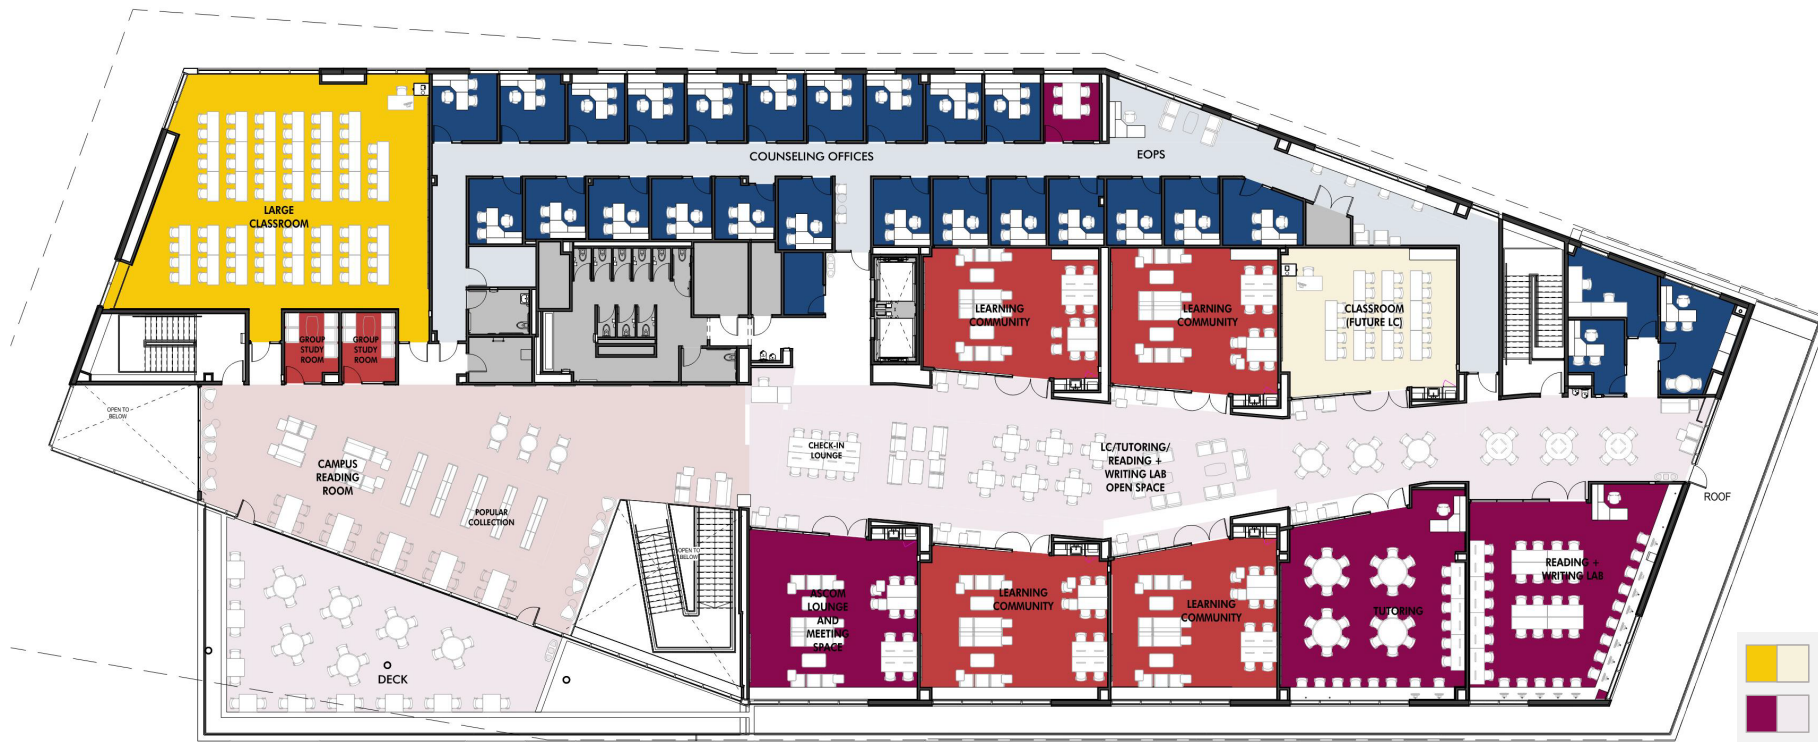 COUNSELING OFFICES
EOPS
LARGE
CLASSROOM
LEARNING
COMMUNITY
LEARNING
COMMUNITY
CLASSROOM
(FUTURE LC)
GROUP
STUDY
ROOM
GROUP
STUDY
ROOM
OPEN TO
BELOW
CAMPUS
READING
ROOM
POPULAR
COLLECTION
CHECK-IN
LOUNGE
LC/TUTORING/
READING +
WRITING LAB
OPEN SPACE
ROOF
OPEN TO
BELOW
ASCOM
LOUNGE
AND
MEETING
SPACE
LEARNING
COMMUNITY
LEARNING
COMMUNITY
TUTORING
READING +
WRITING LAB
DECK